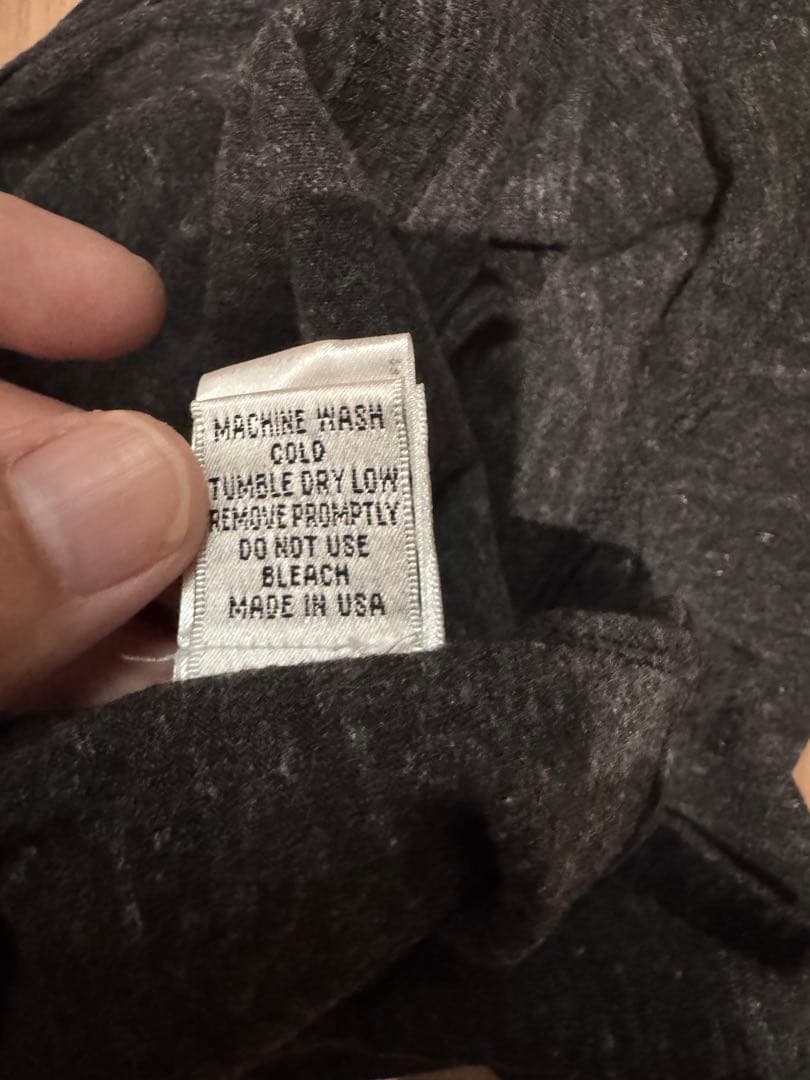 MACHINE WASH
COLD
TUMBLE DRY LOW
REMOVE PROMPTLY
DO NOT USE
BLEACH
MADE IN USA